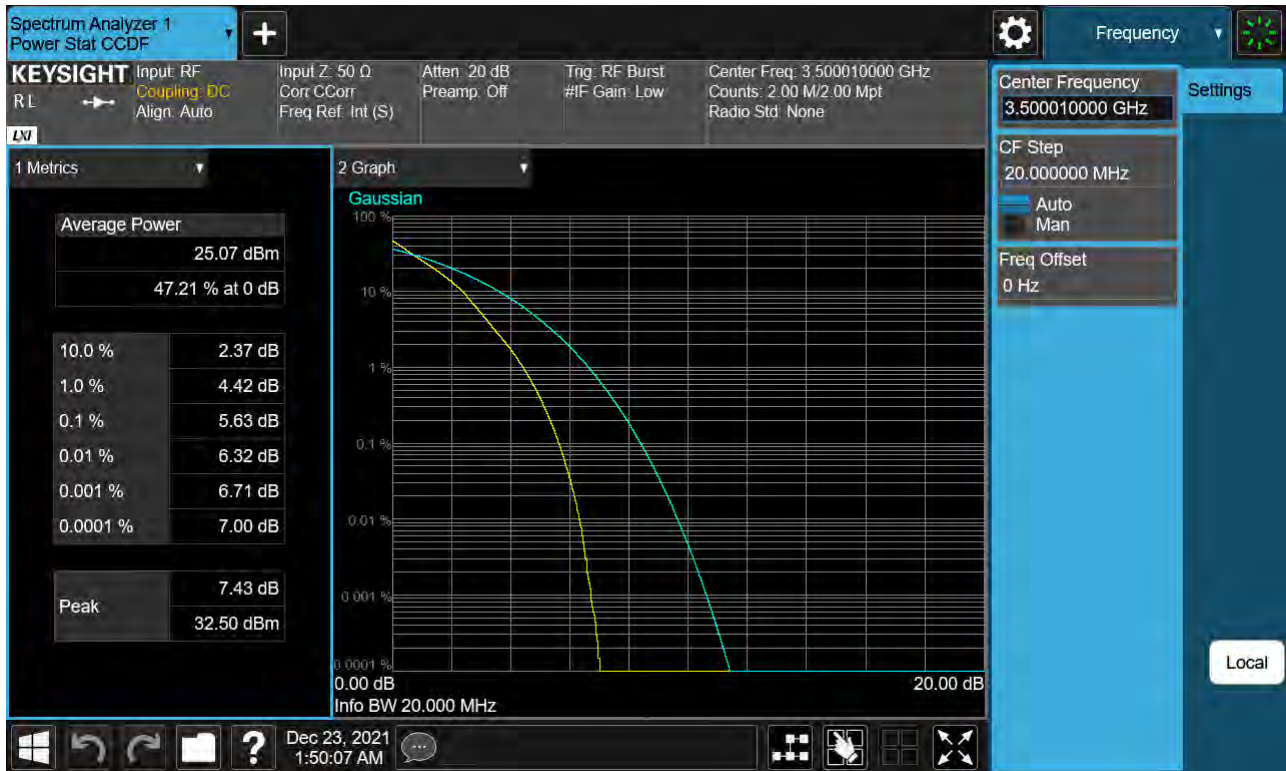 Spectrum Analyzer 1
Power Stat CCDF
+
Frequency
KEYSIGHT
RL
LXI
Input: RF
Coupling: DC
Align: Auto
Input Z: 50 Ω
Corr CCorr
Freq Ref: Int (S)
Atten: 20 dB
Preamp: Off
Trig: RF Burst
#IF Gain: Low
Center Freq: 3.500010000 GHz
Counts: 2.00 M/2.00 Mpt
Radio Std: None
Center Frequency
3.500010000 GHz
Settings
CF Step
20.000000 MHz
Auto
Man
Freq Offset
0 Hz
1 Metrics
Average Power
25.07 dBm
47.21 % at 0 dB
10.0 % 2.37 dB
1.0 % 4.42 dB
0.1 % 5.63 dB
0.01 % 6.32 dB
0.001 % 6.71 dB
0.0001 % 7.00 dB
Peak 7.43 dB
32.50 dBm
2 Graph
Gaussian
100 %
10 %
1 %
0.1 %
0.01 %
0.001 %
0.0001 %
0.00 dB 20.00 dB
Info BW 20.000 MHz
Local
?
Dec 23, 2021
1:50:07 AM